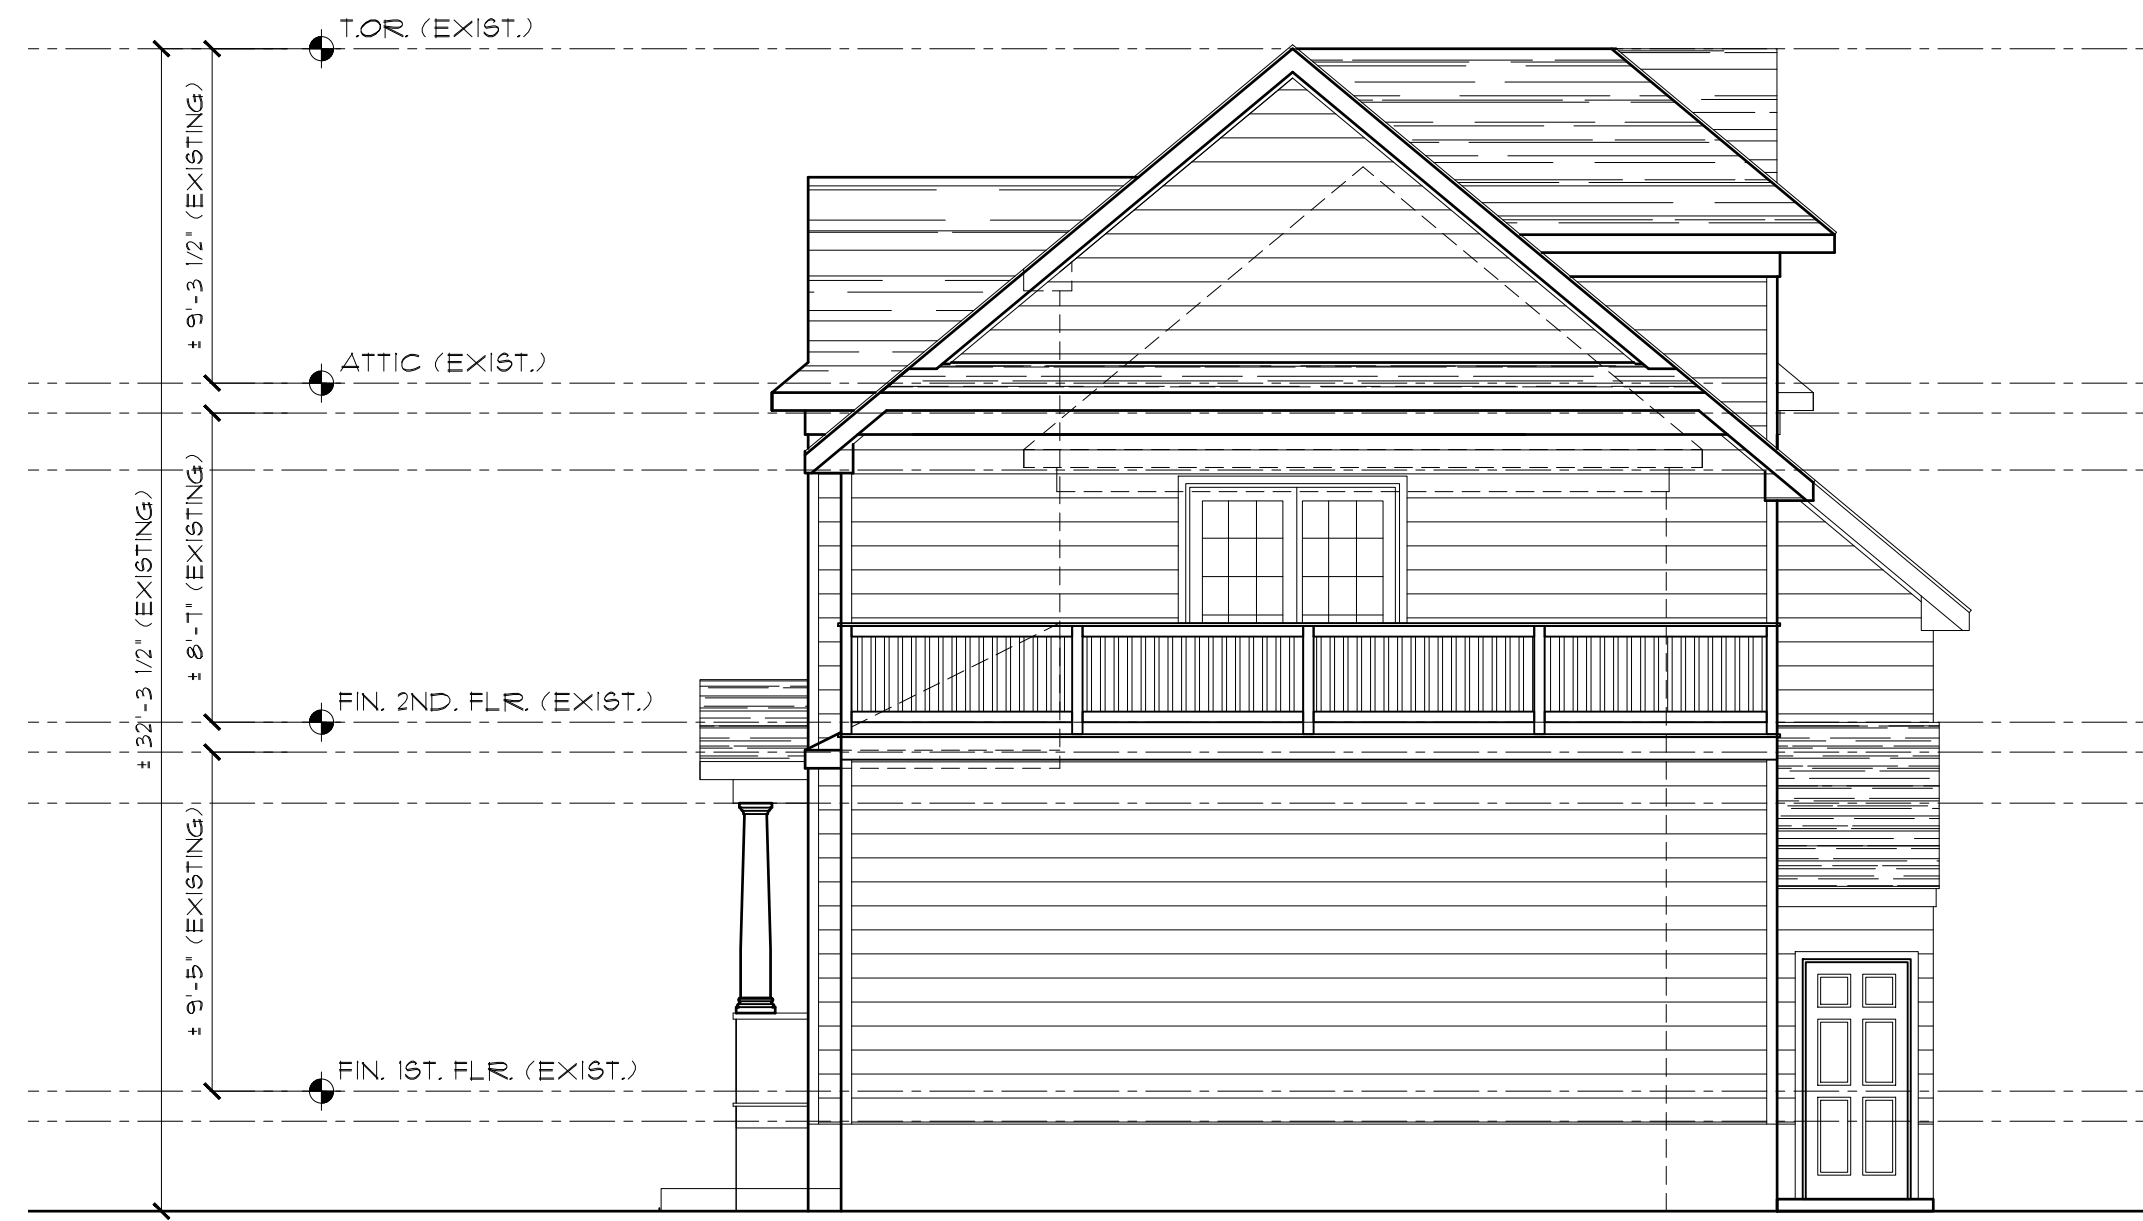 T.OR. (EXIST.)
± 9'-3 1/2" (EXISTING)
ATTIC (EXIST.)
± 8'-7" (EXISTING)
± 32'-3 1/2" (EXISTING)
FIN. 2ND. FLR. (EXIST.)
± 9'-5" (EXISTING)
FIN. 1ST. FLR. (EXIST.)